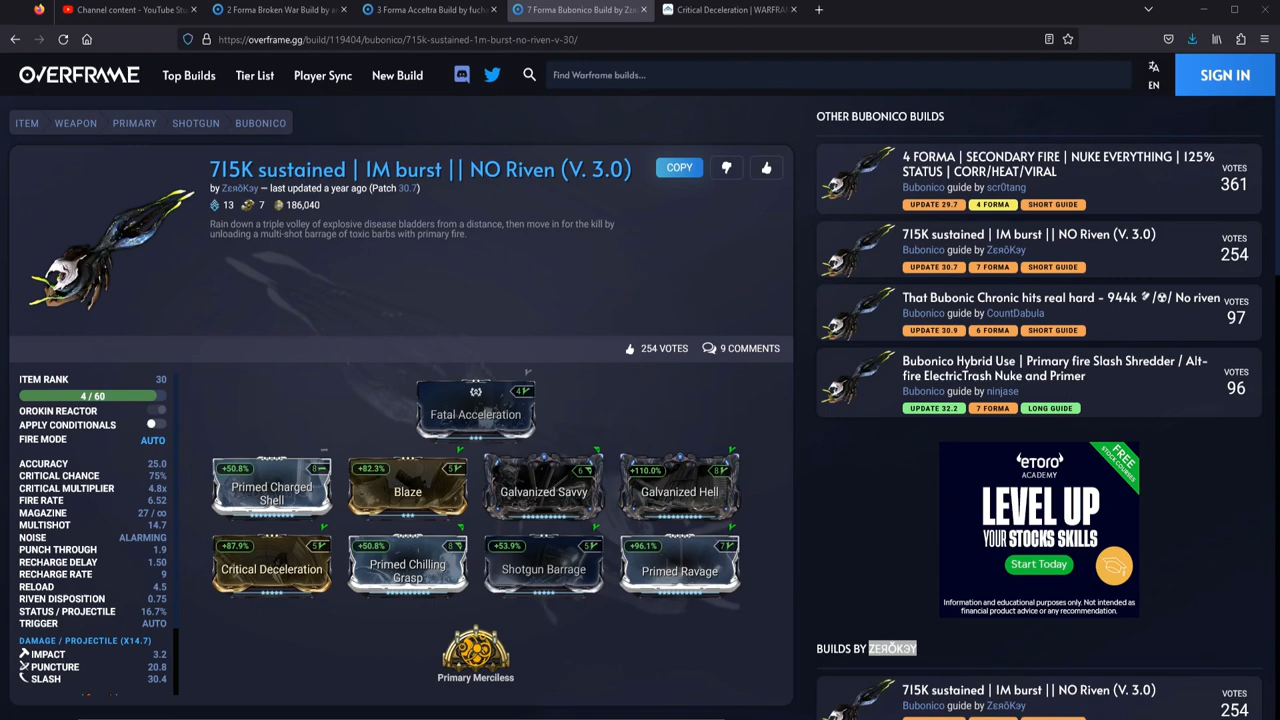 Channel content - YouTube Stu
2 Forma Broken War Build by a
3 Forma Acceltra Build by fuch
7 Forma Bubonico Build by Zεя
Critical Deceleration | WARFRAM
https://overframe.gg/build/119404/bubonico/715k-sustained-1m-burst-no-riven-v-30/
OVERFRAME
Top Builds
Tier List
Player Sync
New Build
Find Warframe builds...
EN
SIGN IN
ITEM
WEAPON
PRIMARY
SHOTGUN
BUBONICO
715K sustained | 1M burst || NO Riven (V. 3.0)
COPY
by ZεяöKэy — last updated a year ago (Patch 30.7)
13 7 186,040
Rain down a triple volley of explosive disease bladders from a distance, then move in for the kill by
unloading a multi-shot barrage of toxic barbs with primary fire.
254 VOTES
9 COMMENTS
ITEM RANK 30
4 / 60
OROKIN REACTOR
APPLY CONDITIONALS
FIRE MODE AUTO
ACCURACY 25.0
CRITICAL CHANCE 75%
CRITICAL MULTIPLIER 4.8x
FIRE RATE 6.52
MAGAZINE 27 / ∞
MULTISHOT 14.7
NOISE ALARMING
PUNCH THROUGH 1.9
RECHARGE DELAY 1.50
RECHARGE RATE 9
RELOAD 4.5
RIVEN DISPOSITION 0.75
STATUS / PROJECTILE 16.7%
TRIGGER AUTO
DAMAGE / PROJECTILE (X14.7)
IMPACT 3.2
PUNCTURE 20.8
SLASH 30.4
4
Fatal Acceleration
+50.8% 8
Primed Charged
Shell
+82.3% 5
Blaze
6
Galvanized Savvy
+110.0% 8
Galvanized Hell
+87.9% 5
Critical Deceleration
+50.8% 8
Primed Chilling
Grasp
+53.9% 5
Shotgun Barrage
+96.1% 7
Primed Ravage
Primary Merciless
OTHER BUBONICO BUILDS
4 FORMA | SECONDARY FIRE | NUKE EVERYTHING | 125%
STATUS | CORR/HEAT/VIRAL
Bubonico guide by scr0tang
UPDATE 29.7 4 FORMA SHORT GUIDE
VOTES
361
715K sustained | 1M burst || NO Riven (V. 3.0)
Bubonico guide by ZεяöKэy
UPDATE 30.7 7 FORMA SHORT GUIDE
VOTES
254
That Bubonic Chronic hits real hard - 944k / / No riven
Bubonico guide by CountDabula
UPDATE 30.9 6 FORMA SHORT GUIDE
VOTES
97
Bubonico Hybrid Use | Primary fire Slash Shredder / Alt-
fire ElectricTrash Nuke and Primer
Bubonico guide by ninjase
UPDATE 32.2 7 FORMA LONG GUIDE
VOTES
96
'eToro
ACADEMY
FREE
STOCK COURSES
LEVEL UP
YOUR STOCKS SKILLS
Start Today
Information and educational purposes only. Not intended as
financial product advice or any recommendation.
BUILDS BY ZEЯÖKЭY
715K sustained | 1M burst || NO Riven (V. 3.0)
Bubonico guide by ZεяöKэy
VOTES
254